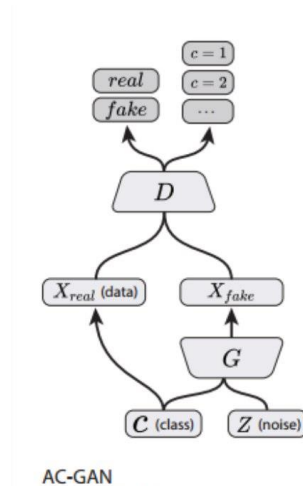 c = 1
real
c = 2
fake
...
D
X_real (data)
X_fake
G
C (class)
Z (noise)
AC-GAN